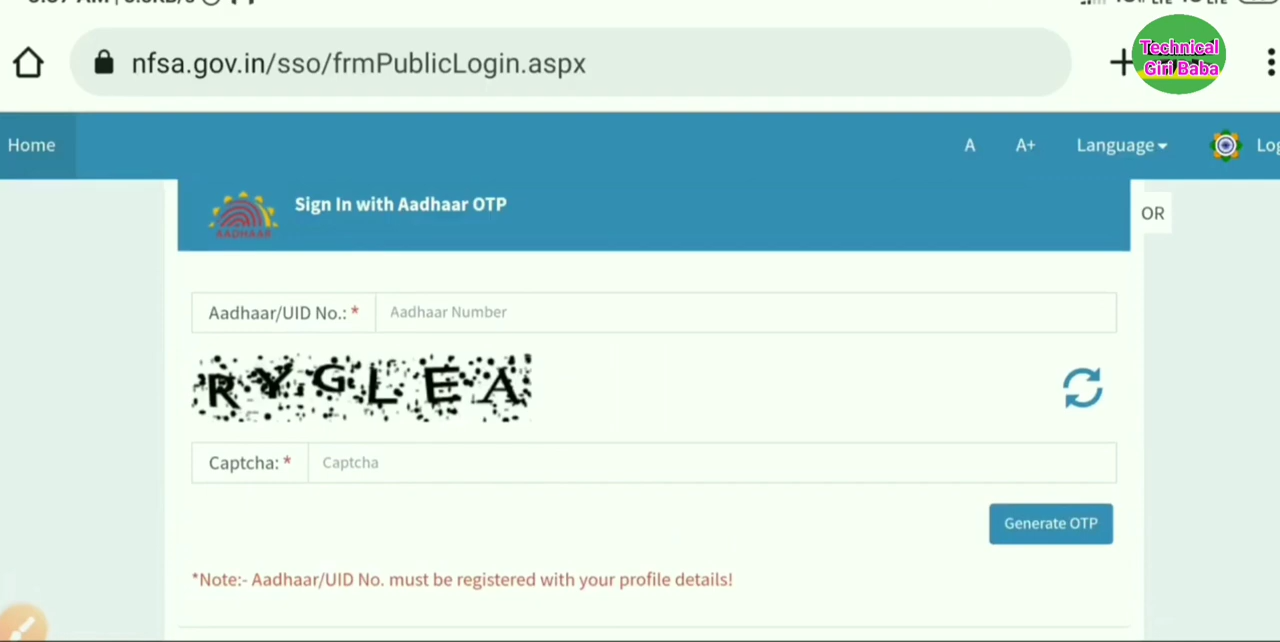 nfsa.gov.in/sso/frmPublicLogin.aspx
Technical
Giri Baba
Home
A
A+
Language
Log
AADHAAR
Sign In with Aadhaar OTP
OR
Aadhaar/UID No.: *
Aadhaar Number
RYGLEA
Captcha: *
Captcha
Generate OTP
*Note:- Aadhaar/UID No. must be registered with your profile details!